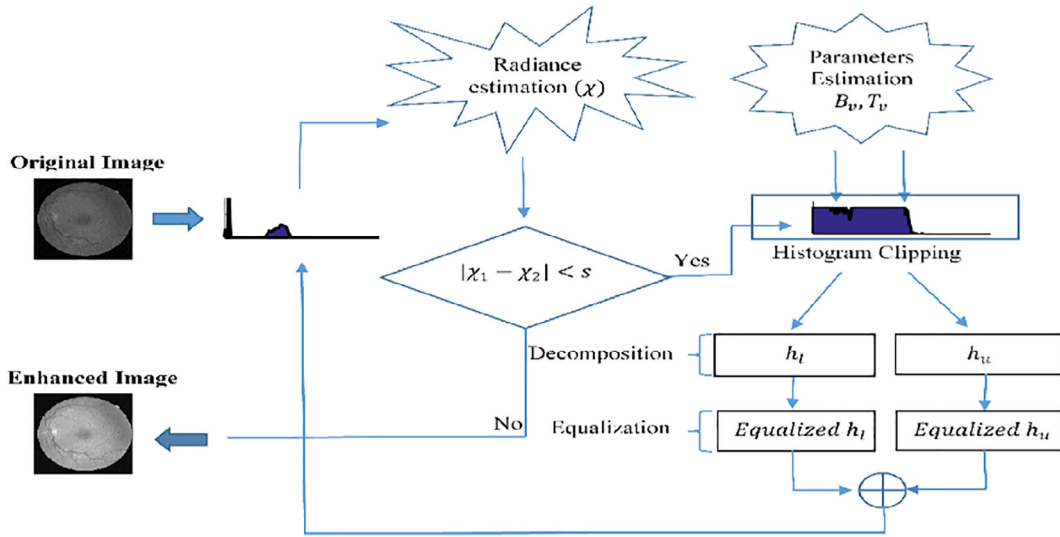 Radiance
estimation (χ)
Parameters
Estimation
B_v, T_v
Original Image
|χ₁ − χ₂| < s
Yes
Histogram Clipping
Decomposition
h_l
h_u
Enhanced Image
No
Equalization
Equalized h_l
Equalized h_u